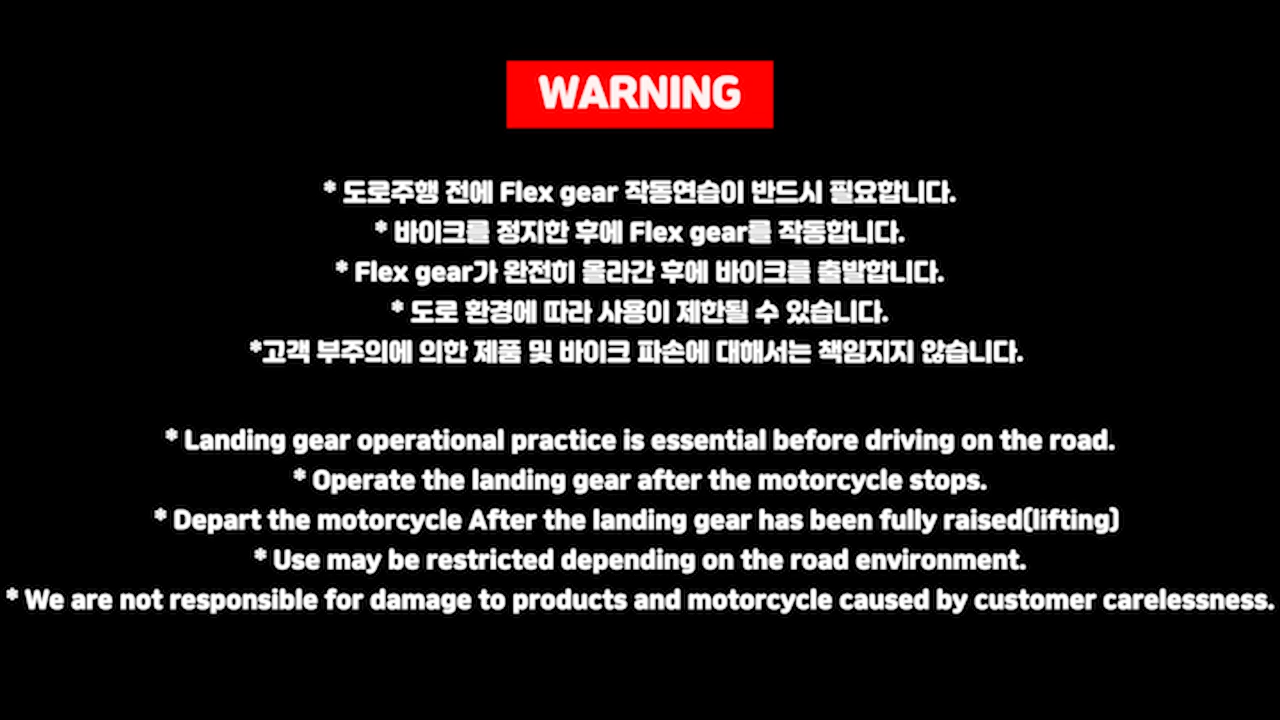 WARNING
* 도로주행 전에 Flex gear 작동연습이 반드시 필요합니다.
* 바이크를 정지한 후에 Flex gear를 작동합니다.
* Flex gear가 완전히 올라간 후에 바이크를 출발합니다.
* 도로 환경에 따라 사용이 제한될 수 있습니다.
*고객 부주의에 의한 제품 및 바이크 파손에 대해서는 책임지지 않습니다.
* Landing gear operational practice is essential before driving on the road.
* Operate the landing gear after the motorcycle stops.
* Depart the motorcycle After the landing gear has been fully raised(lifting)
* Use may be restricted depending on the road environment.
* We are not responsible for damage to products and motorcycle caused by customer carelessness.